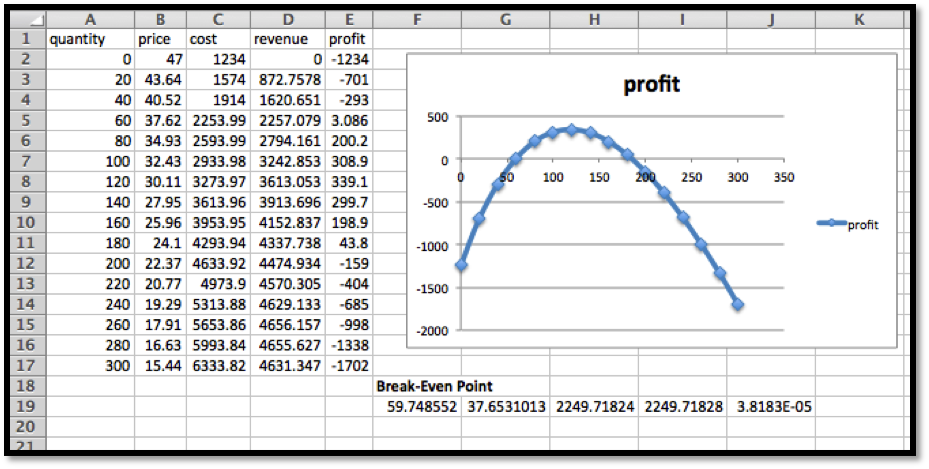 A B C D E F G H I J K
1 quantity price cost revenue profit
2 0 47 1234 0 -1234
3 20 43.64 1574 872.7578 -701
4 40 40.52 1914 1620.651 -293
5 60 37.62 2253.99 2257.079 3.086
6 80 34.93 2593.99 2794.161 200.2
7 100 32.43 2933.98 3242.853 308.9
8 120 30.11 3273.97 3613.053 339.1
9 140 27.95 3613.96 3913.696 299.7
10 160 25.96 3953.95 4152.837 198.9
11 180 24.1 4293.94 4337.738 43.8
12 200 22.37 4633.92 4474.934 -159
13 220 20.77 4973.9 4570.305 -404
14 240 19.29 5313.88 4629.133 -685
15 260 17.91 5653.86 4656.157 -998
16 280 16.63 5993.84 4655.627 -1338
17 300 15.44 6333.82 4631.347 -1702
profit
500
0
-500
-1000
-1500
-2000
0 50 100 150 200 250 300 350
profit
18 Break-Even Point
19 59.748552 37.6531013 2249.71824 2249.71828 3.8183E-05
20
21